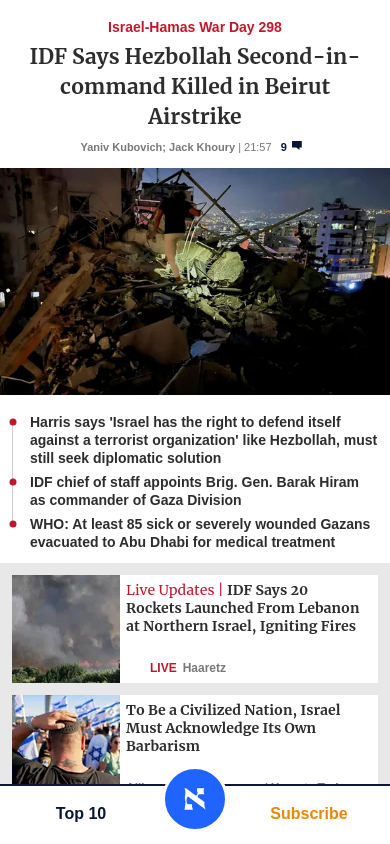 Israel-Hamas War Day 298
IDF Says Hezbollah Second-in-
command Killed in Beirut
Airstrike
Yaniv Kubovich; Jack Khoury | 21:57 9
Harris says 'Israel has the right to defend itself
against a terrorist organization' like Hezbollah, must
still seek diplomatic solution
IDF chief of staff appoints Brig. Gen. Barak Hiram
as commander of Gaza Division
WHO: At least 85 sick or severely wounded Gazans
evacuated to Abu Dhabi for medical treatment
Live Updates | IDF Says 20
Rockets Launched From Lebanon
at Northern Israel, Igniting Fires
LIVE Haaretz
To Be a Civilized Nation, Israel
Must Acknowledge Its Own
Barbarism
Top 10
Subscribe